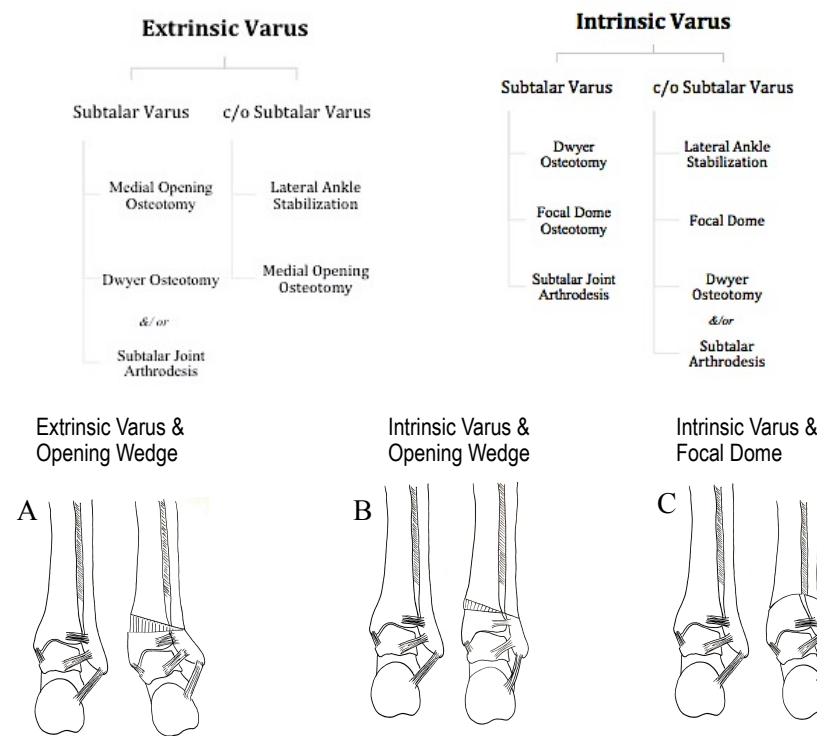 Extrinsic Varus
Subtalar Varus
c/o Subtalar Varus
Medial Opening
Osteotomy
Lateral Ankle
Stabilization
Dwyer Osteotomy
Medial Opening
Osteotomy
&/or
Subtalar Joint
Arthrodesis
Intrinsic Varus
Subtalar Varus
c/o Subtalar Varus
Dwyer
Osteotomy
Lateral Ankle
Stabilization
Focal Dome
Osteotomy
Focal Dome
Subtalar Joint
Arthrodesis
Dwyer
Osteotomy
&/or
Subtalar
Arthrodesis
Extrinsic Varus &
Opening Wedge
Intrinsic Varus &
Opening Wedge
Intrinsic Varus &
Focal Dome
A
B
C